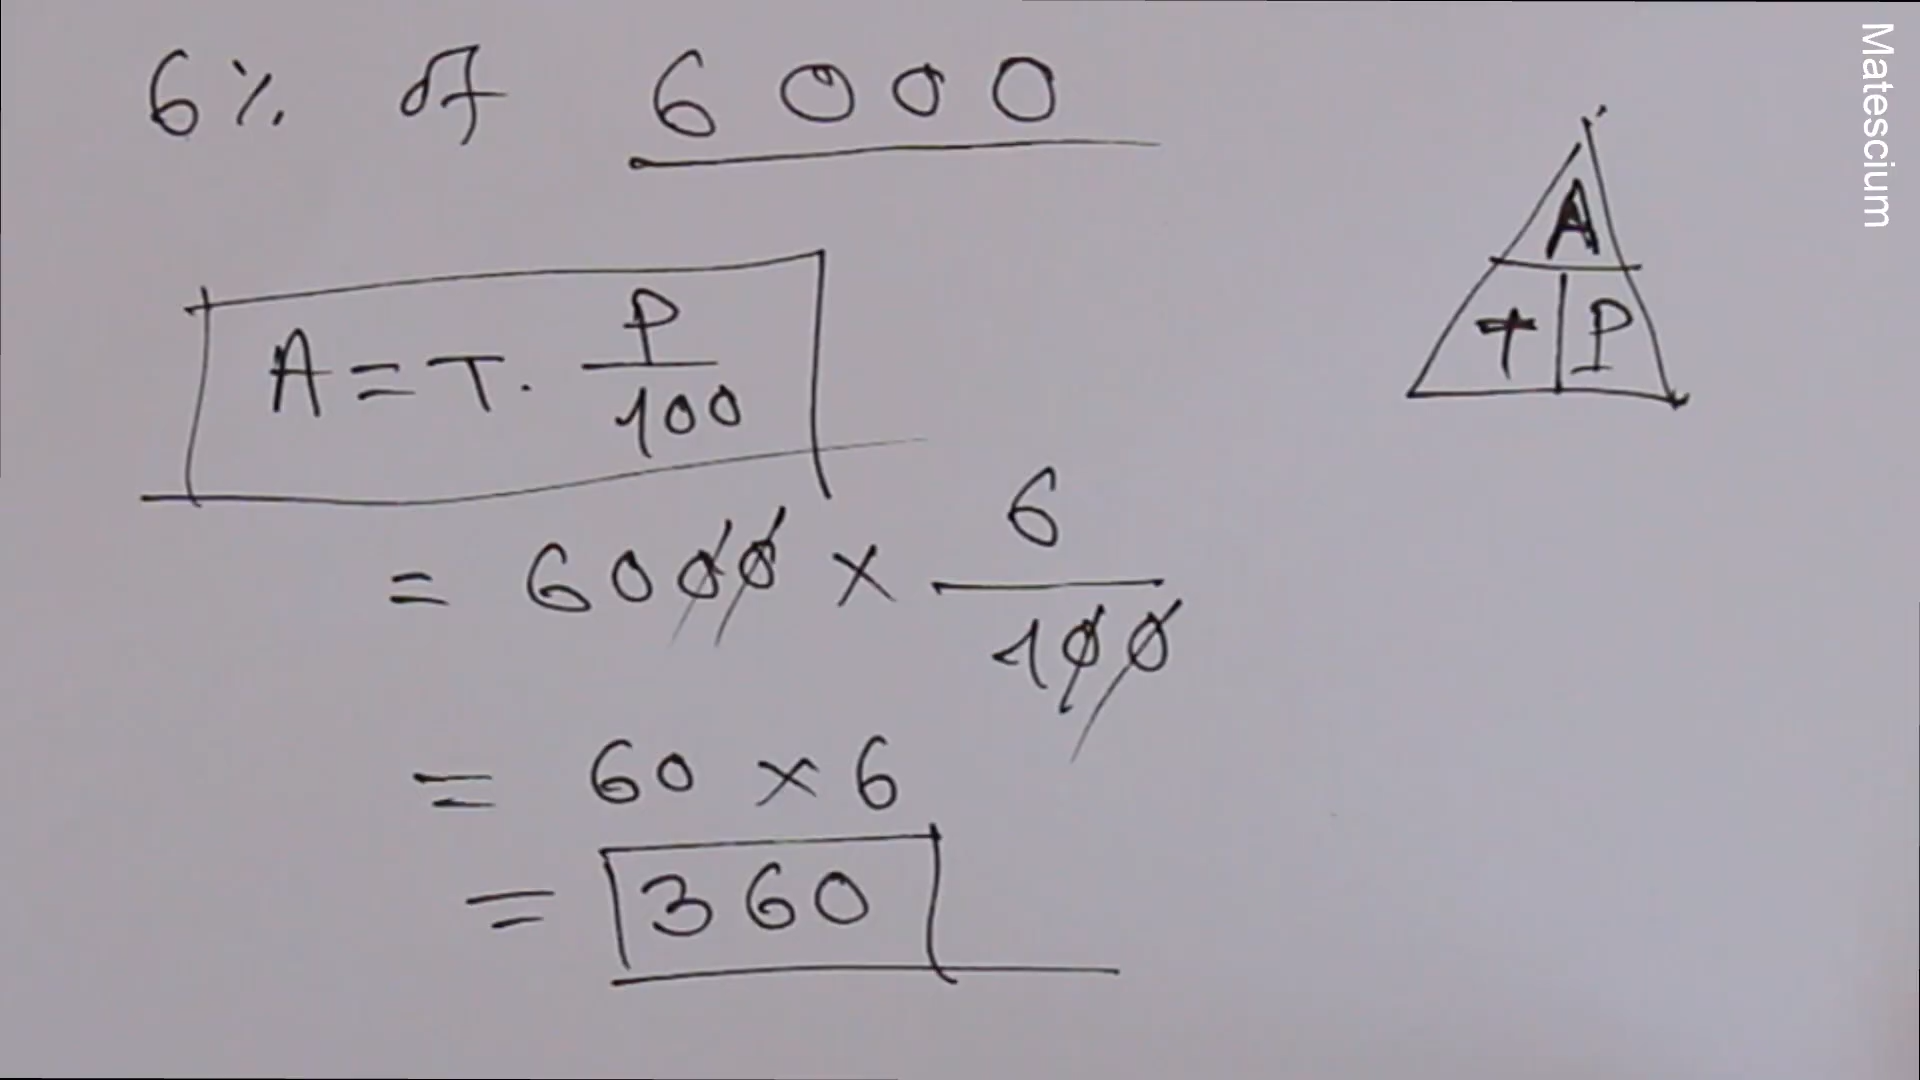 6% of 6000
A = T · P/100
= 6000 × 6/100
= 60 × 6
= 360
A
T P
Matescium